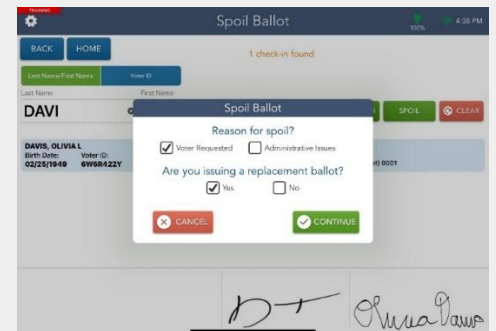 TRAINING
Spoil Ballot
100%
4:38 PM
BACK
HOME
1 check-in found
Last Name/First Name
Voter ID
Last Name
First Name
DAVI
SPOIL
CLEAR
DAVIS, OLIVIA L
Birth Date:
Voter ID:
02/25/1949
6W6R422Y
0001
Spoil Ballot
Reason for spoil?
Voter Requested
Administrative Issues
Are you issuing a replacement ballot?
Yes
No
CANCEL
CONTINUE